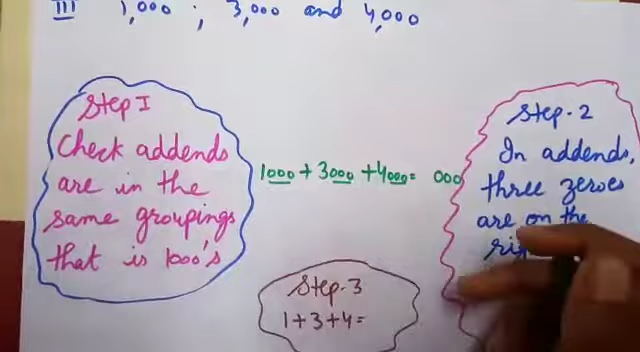 III 1,000 ; 3,000 and 4,000
Step I
Check addends
are in the
same groupings
that is 1000's
1000 + 3000 + 4000 = 000
Step-2
In addends,
three zeroes
are on the
Step-3
1 + 3 + 4 =